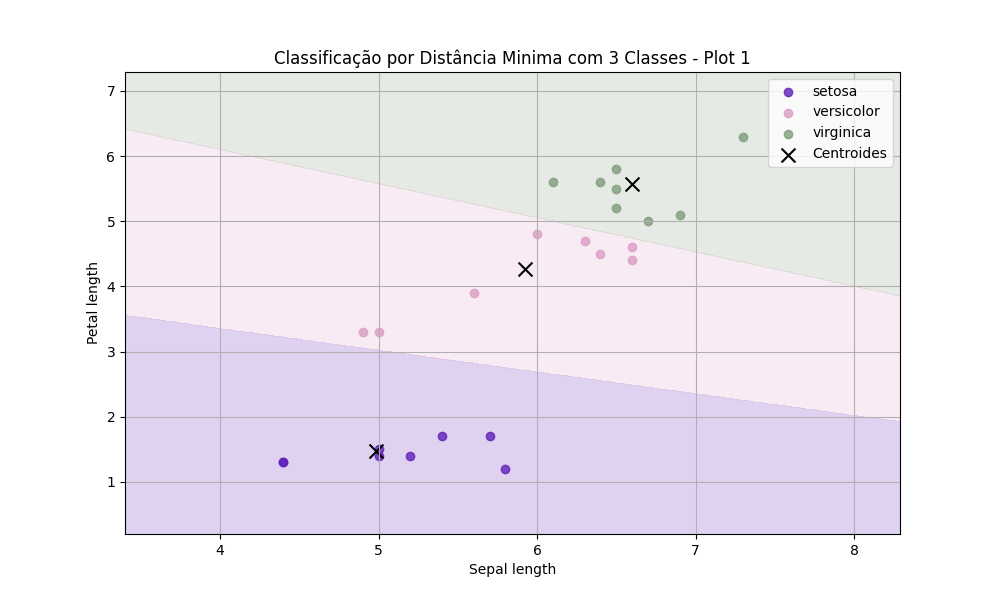 Classificação por Distância Minima com 3 Classes - Plot 1
setosa
versicolor
virginica
Centroides
7
6
5
4
3
2
1
Petal length
4
5
6
7
8
Sepal length